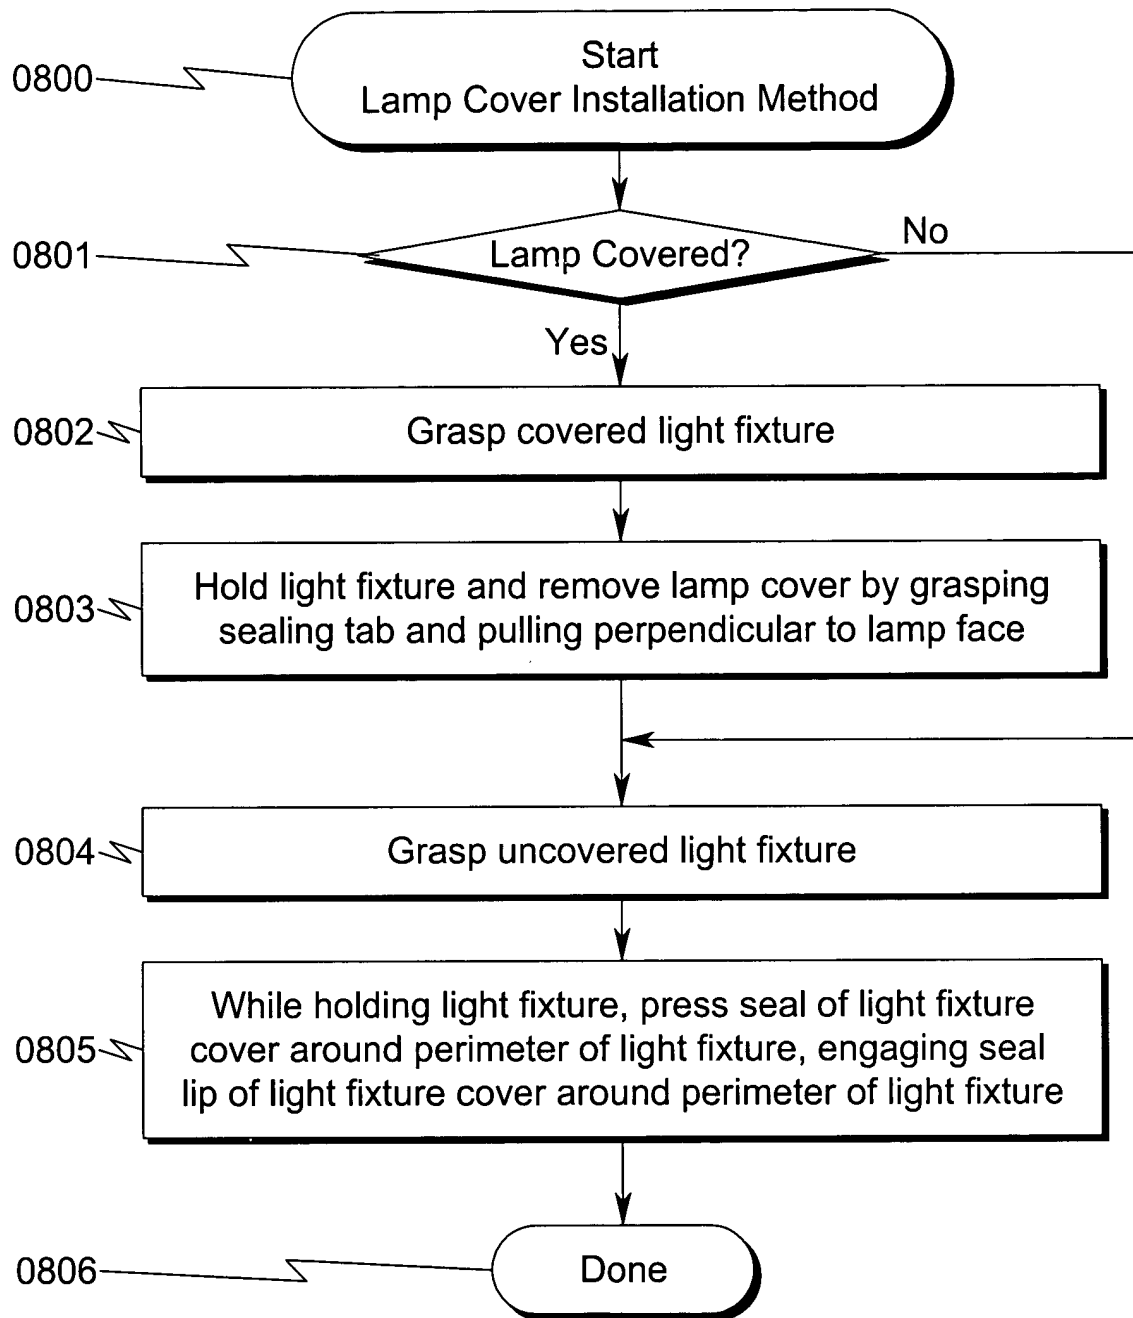 0800
Start
Lamp Cover Installation Method
0801
Lamp Covered?
No
Yes
0802
Grasp covered light fixture
0803
Hold light fixture and remove lamp cover by grasping
sealing tab and pulling perpendicular to lamp face
0804
Grasp uncovered light fixture
0805
While holding light fixture, press seal of light fixture
cover around perimeter of light fixture, engaging seal
lip of light fixture cover around perimeter of light fixture
0806
Done